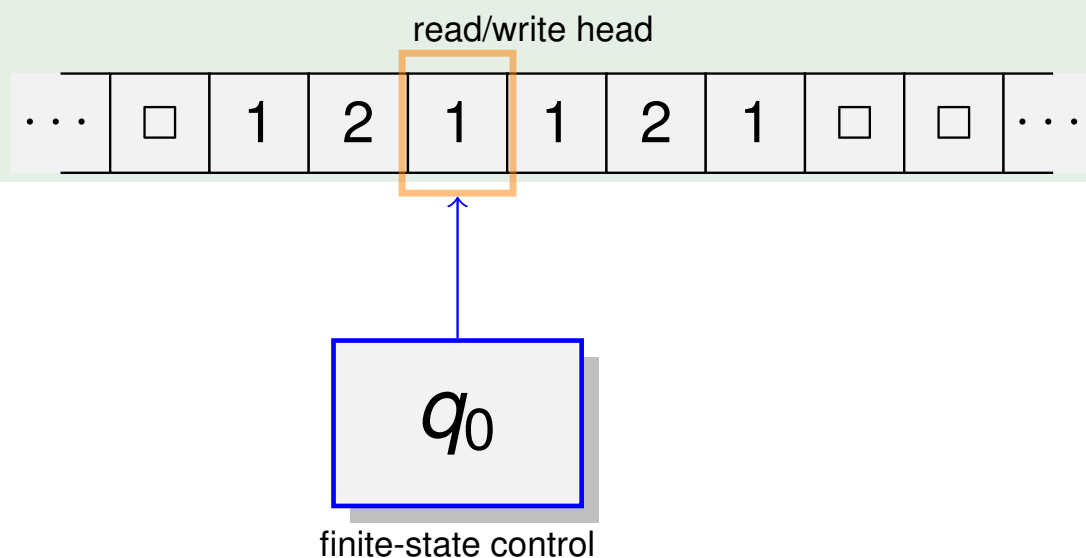 read/write head
··· □ 1 2 1 1 2 1 □ □ ···
q₀
finite-state control